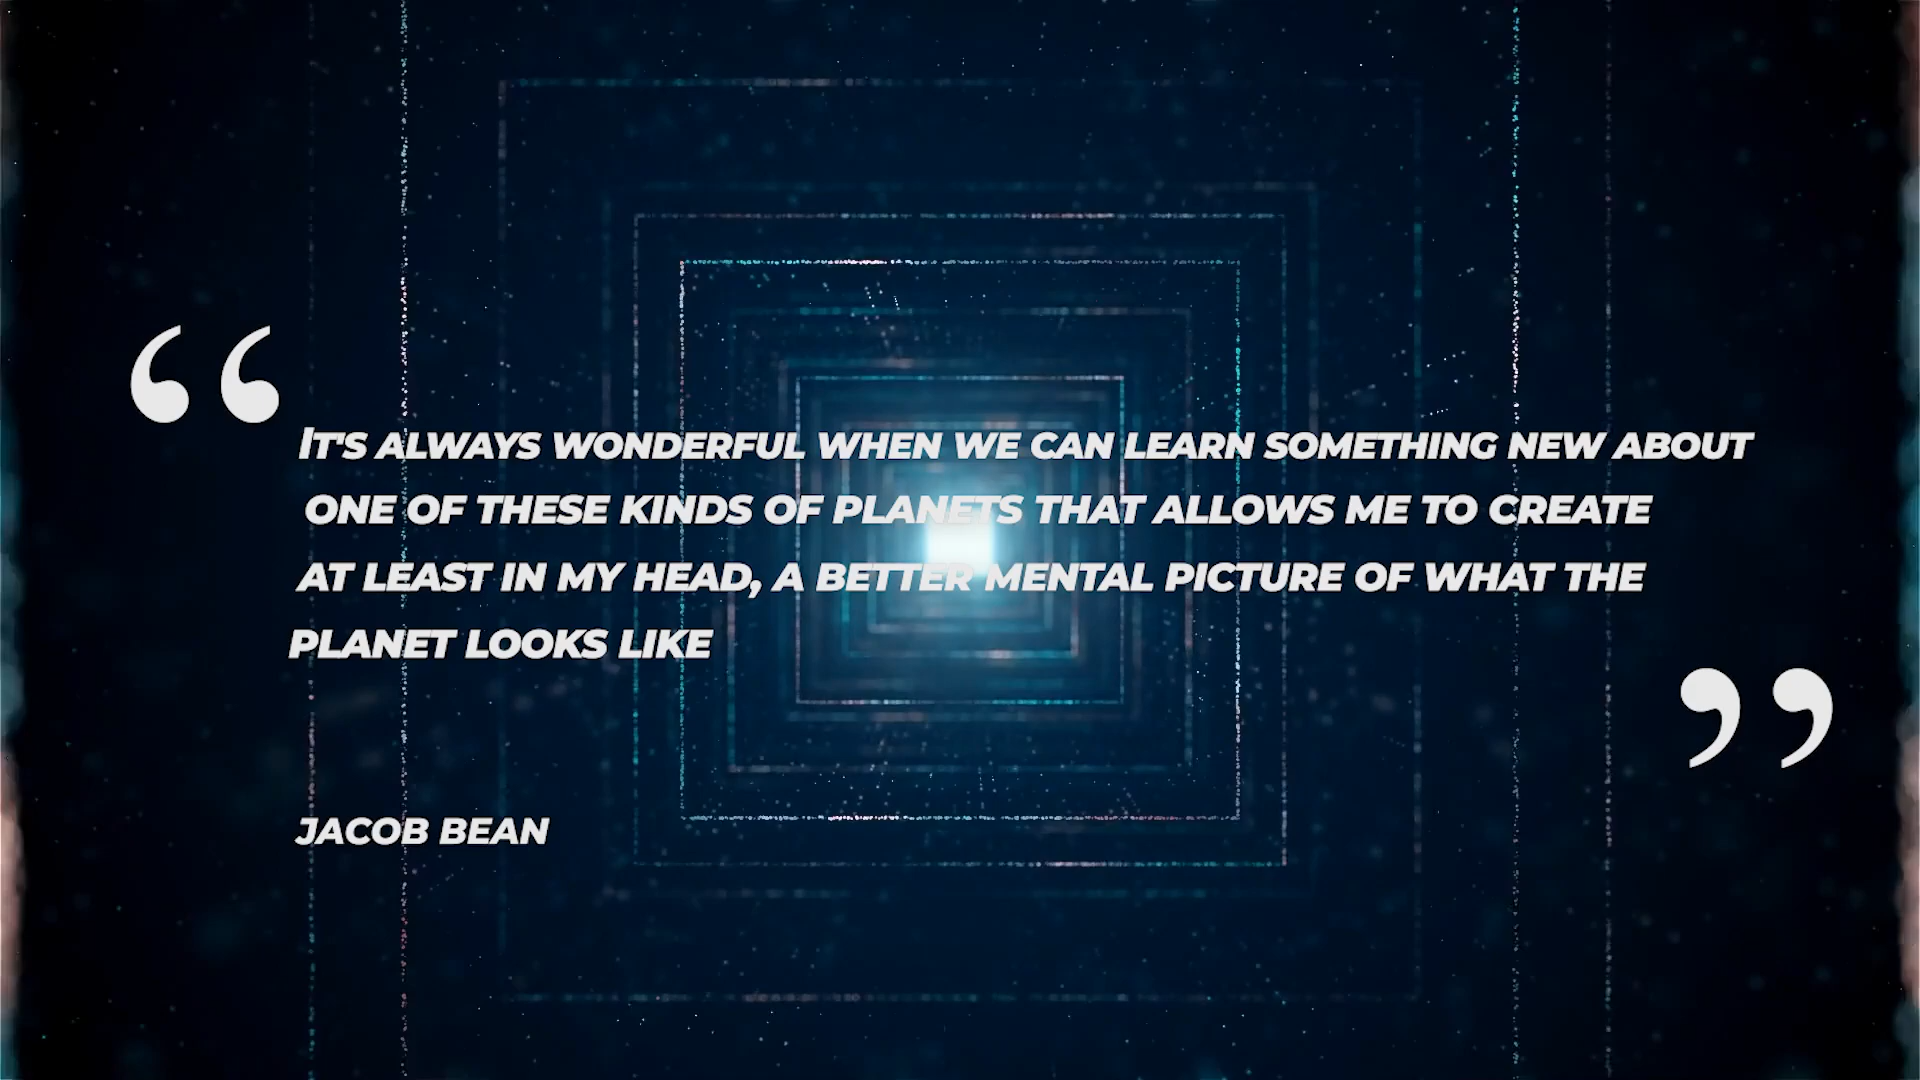 “
IT'S ALWAYS WONDERFUL WHEN WE CAN LEARN SOMETHING NEW ABOUT
ONE OF THESE KINDS OF PLANETS THAT ALLOWS ME TO CREATE
AT LEAST IN MY HEAD, A BETTER MENTAL PICTURE OF WHAT THE
PLANET LOOKS LIKE
”
JACOB BEAN